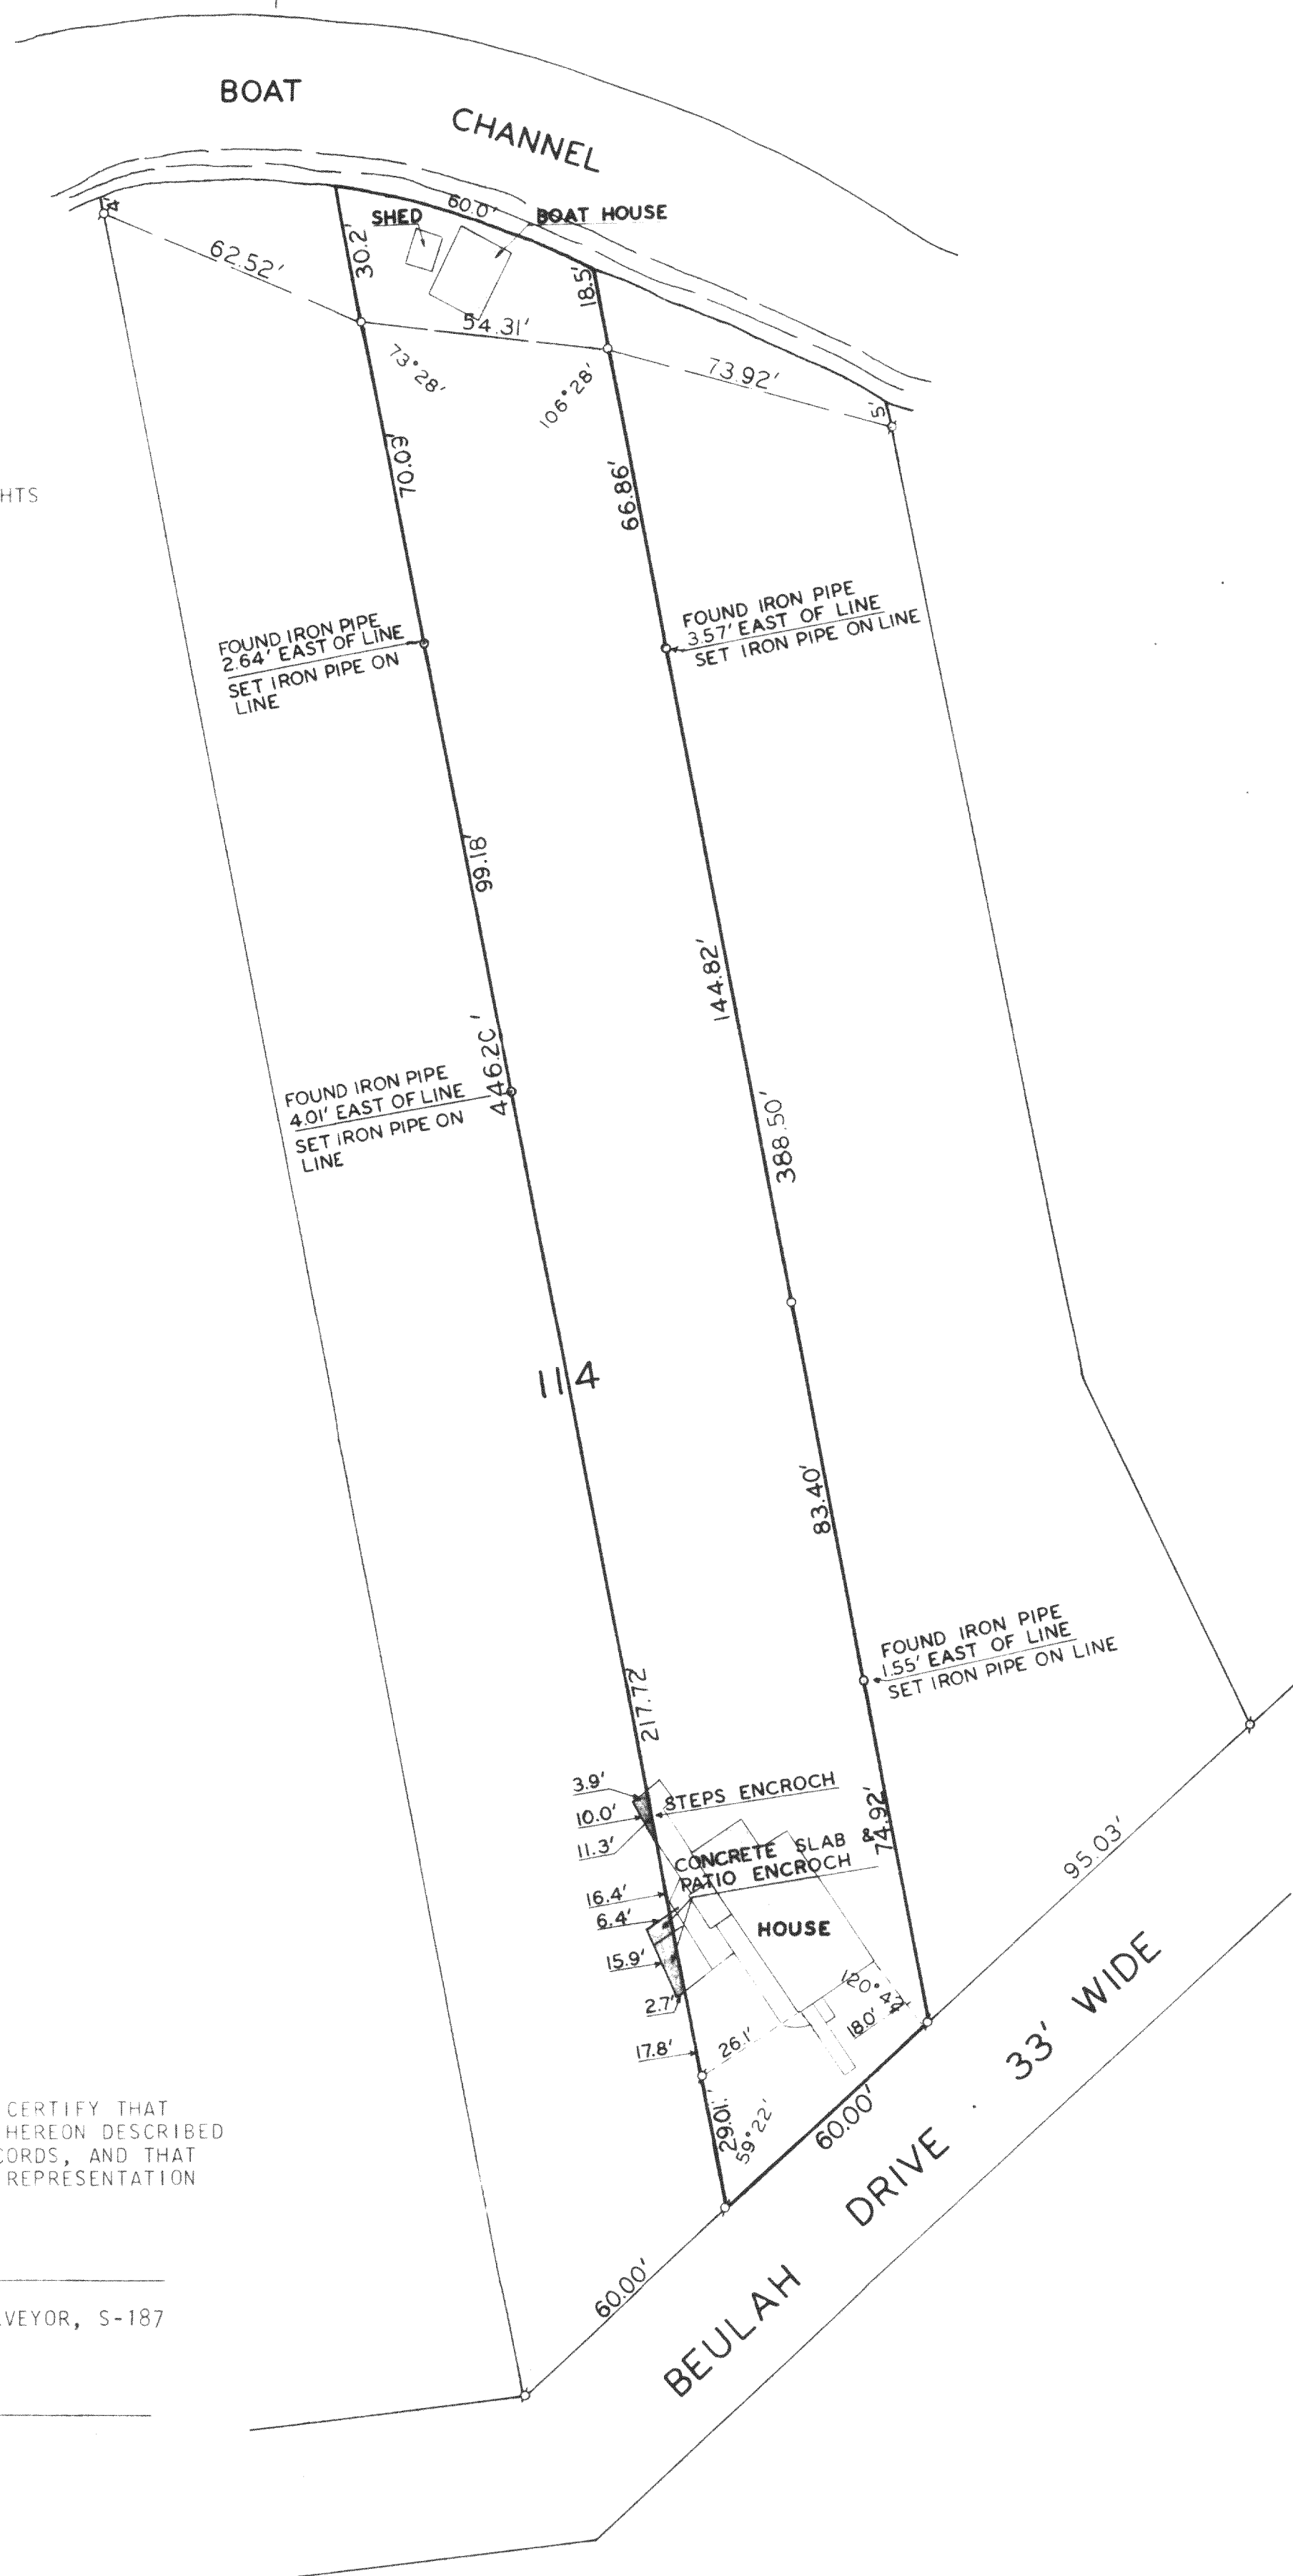 BOAT
CHANNEL
4'
60.0'
SHED
BOAT HOUSE
62.52'
30.2'
18.5'
54.31'
73°28'
106°28'
73.92'
5'
70.09'
66.86'
HTS
FOUND IRON PIPE
2.64' EAST OF LINE
SET IRON PIPE ON
LINE
FOUND IRON PIPE
3.57' EAST OF LINE
SET IRON PIPE ON LINE
99.18'
144.82'
446.20'
FOUND IRON PIPE
4.01' EAST OF LINE
SET IRON PIPE ON
LINE
388.50'
114
83.40'
FOUND IRON PIPE
1.55' EAST OF LINE
SET IRON PIPE ON LINE
217.72'
3.9'
STEPS ENCROCH
10.0'
11.3'
74.92'
CONCRETE SLAB &
PATIO ENCROCH
16.4'
6.4'
HOUSE
15.9'
2.7'
18.0'
17.8'
26.1'
95.03'
33' WIDE
29.01'
59°22'
60.00'
DRIVE
60.00'
BEULAH
CERTIFY THAT
HEREON DESCRIBED
CORDS, AND THAT
REPRESENTATION
VEYOR, S-187